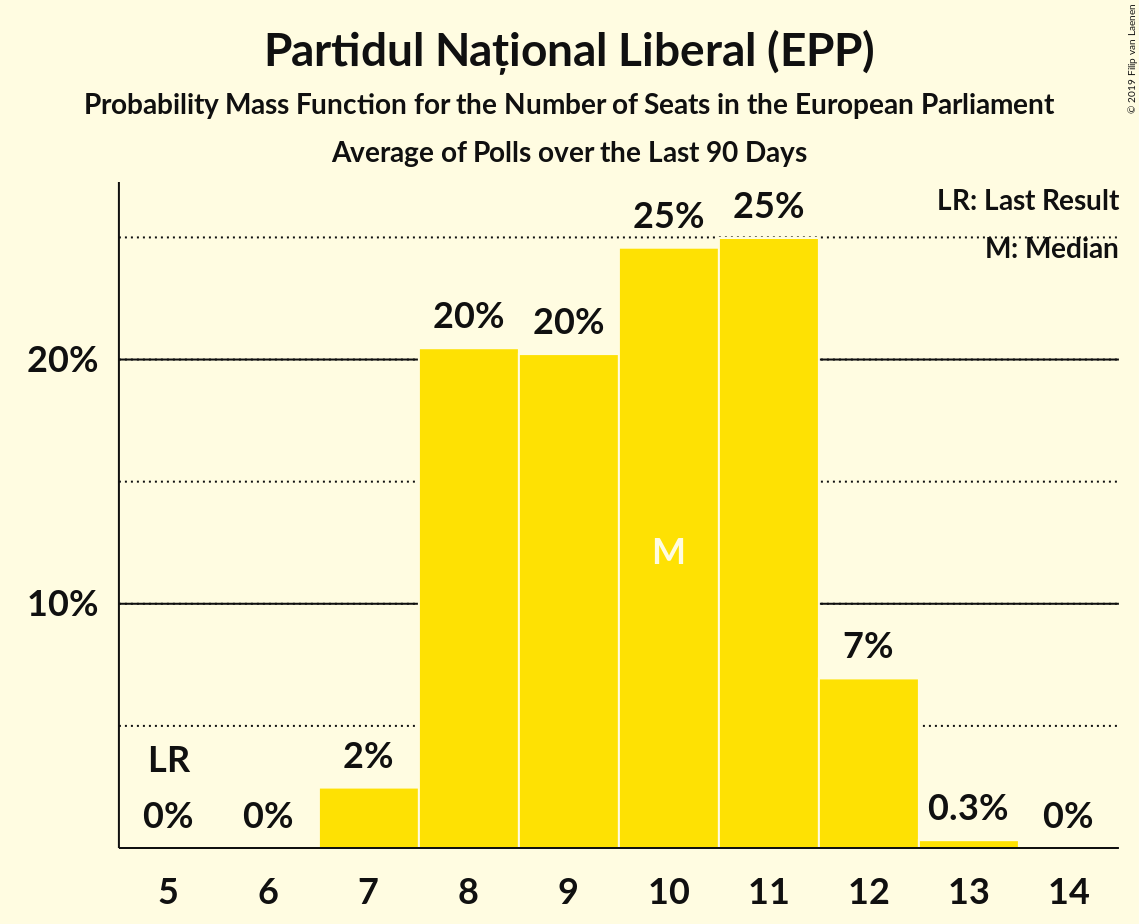 Partidul Național Liberal (EPP)
Probability Mass Function for the Number of Seats in the European Parliament
Average of Polls over the Last 90 Days
© 2019 Filip van Laenen
LR: Last Result
M: Median
25%
25%
20%
20%
20%
M
10%
7%
LR
2%
0%
0%
0.3%
0%
5 6 7 8 9 10 11 12 13 14